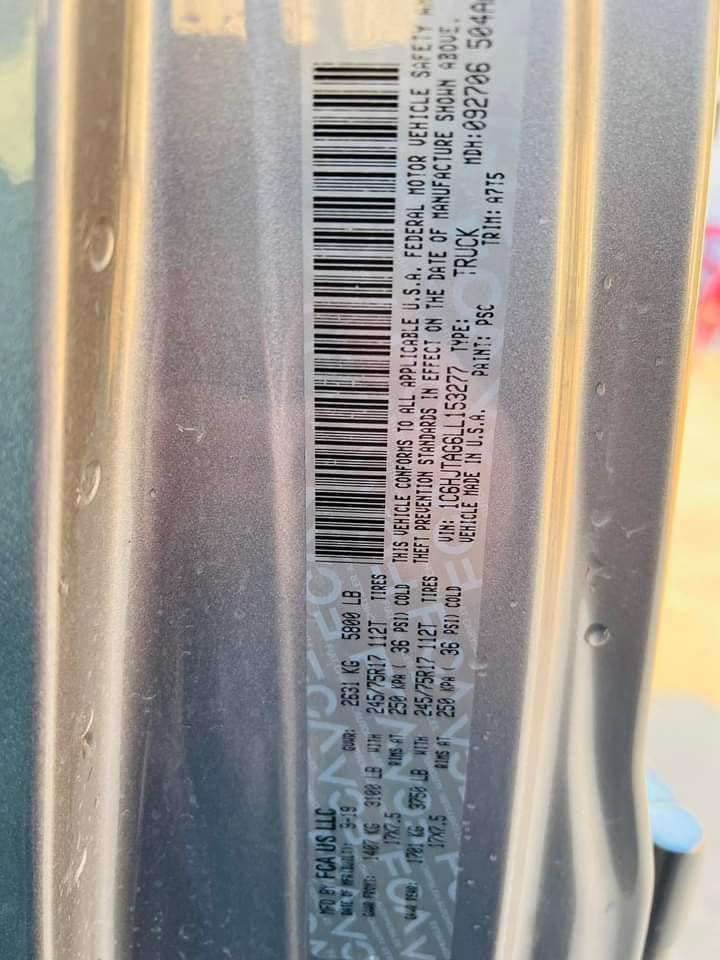 MFD BY FCA US LLC
DATE OF MFR: 9-19 GVWR: 2631 KG 5800 LB
GAWR FRONT: 1407 KG 3100 LB WITH 245/75R17 112T TIRES
17X7.5 RIMS AT 250 KPA ( 36 PSI) COLD
GAWR REAR: 1701 KG 3750 LB WITH 245/75R17 112T TIRES
17X7.5 RIMS AT 250 KPA ( 36 PSI) COLD
THIS VEHICLE CONFORMS TO ALL APPLICABLE U.S.A. FEDERAL MOTOR VEHICLE SAFETY
THEFT PREVENTION STANDARDS IN EFFECT ON THE DATE OF MANUFACTURE SHOWN ABOVE.
VIN: 1C6HJTAG6LL153277 TYPE: TRUCK MDH:092706 504
VEHICLE MADE IN U.S.A. PAINT: PSC TRIM: A7T5